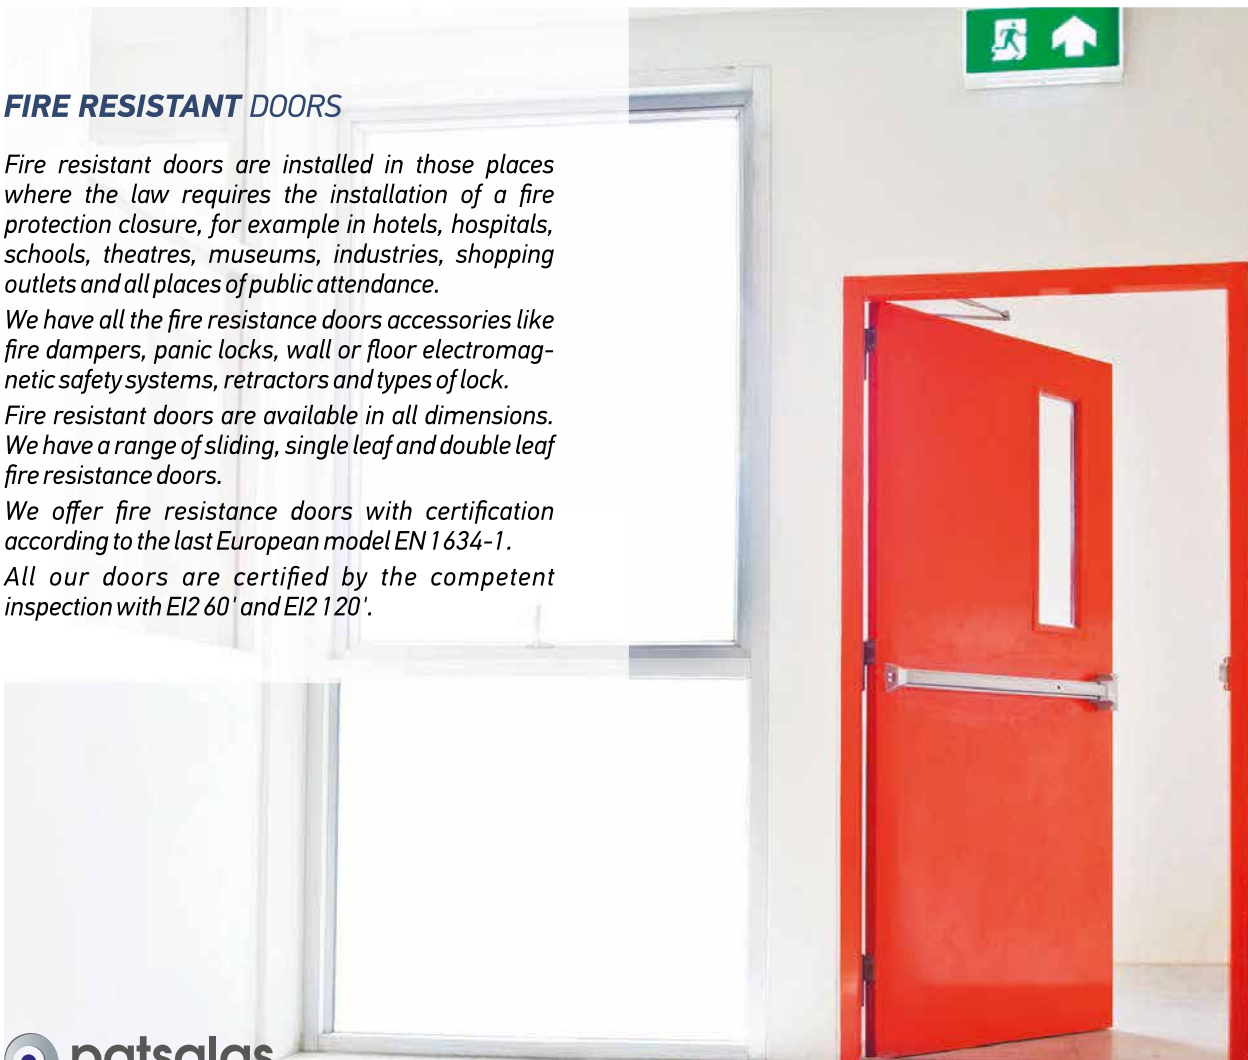 FIRE RESISTANT DOORS
Fire resistant doors are installed in those places
where the law requires the installation of a fire
protection closure, for example in hotels, hospitals,
schools, theatres, museums, industries, shopping
outlets and all places of public attendance.
We have all the fire resistance doors accessories like
fire dampers, panic locks, wall or floor electromag-
netic safety systems, retractors and types of lock.
Fire resistant doors are available in all dimensions.
We have a range of sliding, single leaf and double leaf
fire resistance doors.
We offer fire resistance doors with certification
according to the last European model EN 1634-1.
All our doors are certified by the competent
inspection with EI2 60' and EI2 120'.
patsalas